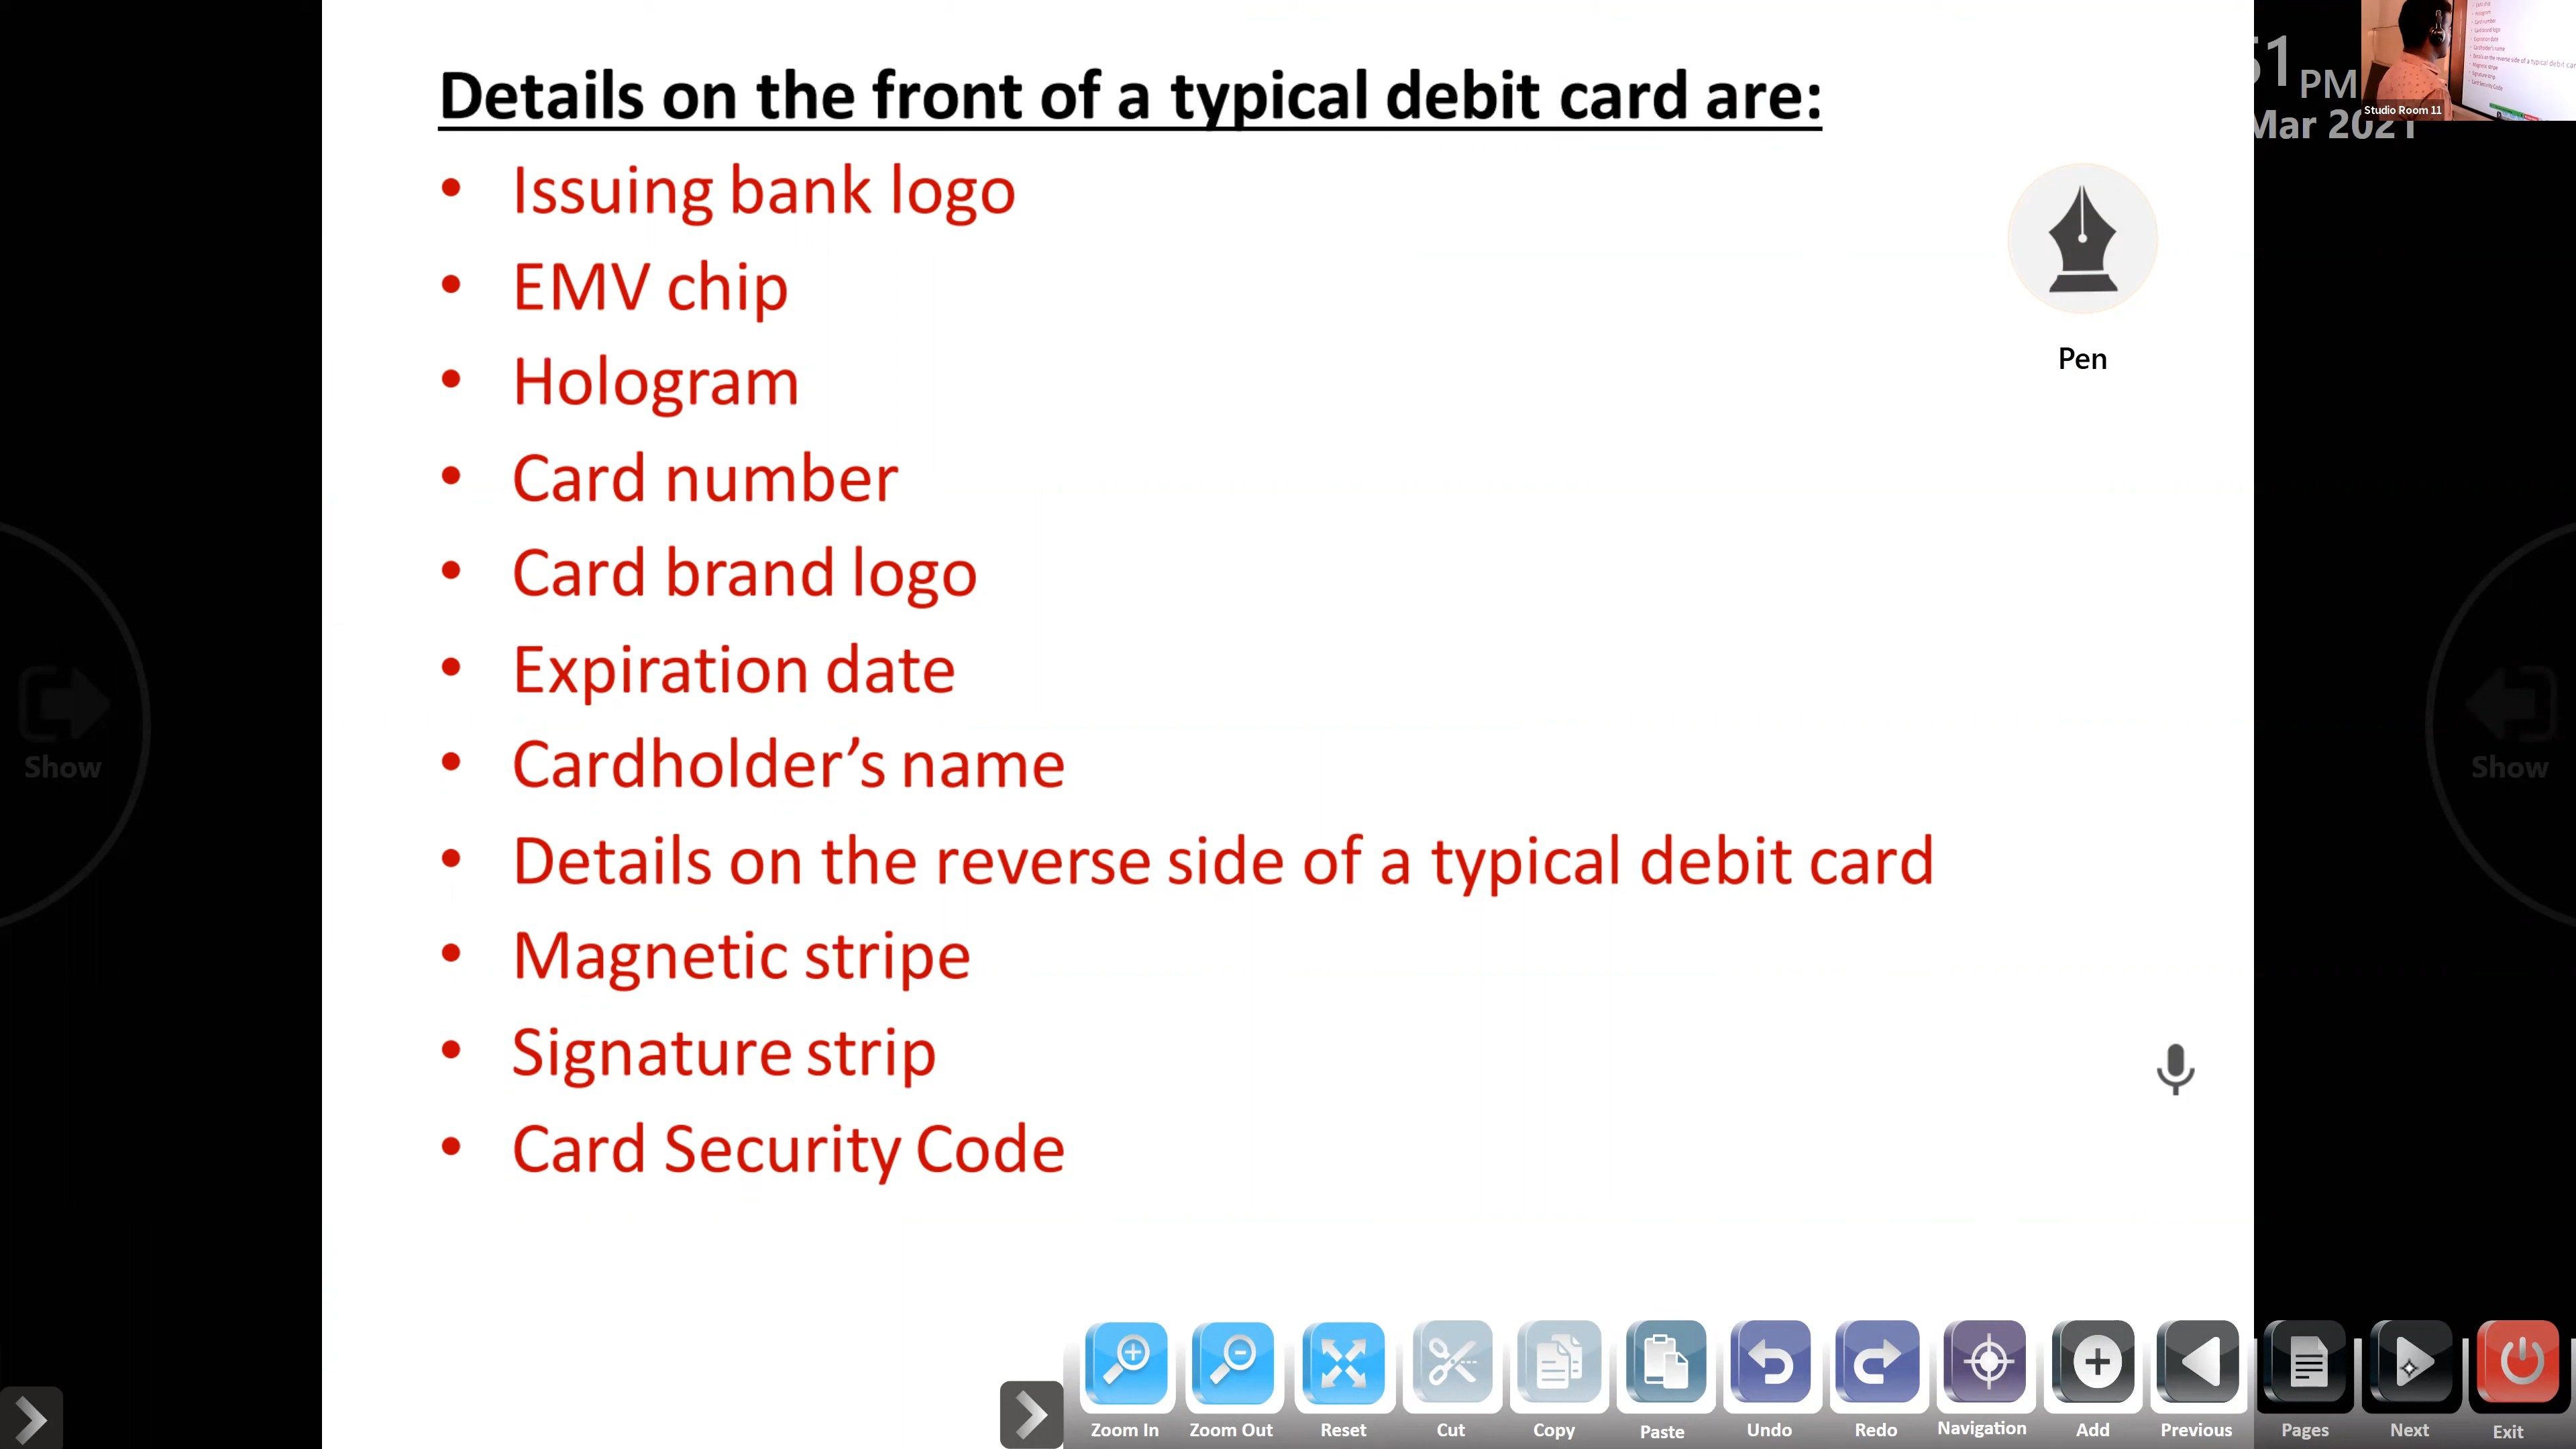 Details on the front of a typical debit card are:
• Issuing bank logo
• EMV chip
• Hologram
• Card number
• Card brand logo
• Expiration date
• Cardholder’s name
• Details on the reverse side of a typical debit card
• Magnetic stripe
• Signature strip
• Card Security Code
Pen
51 PM
Mar 2021
Studio Room 11
Show
Show
Zoom In
Zoom Out
Reset
Cut
Copy
Paste
Undo
Redo
Navigation
Add
Previous
Pages
Next
Exit